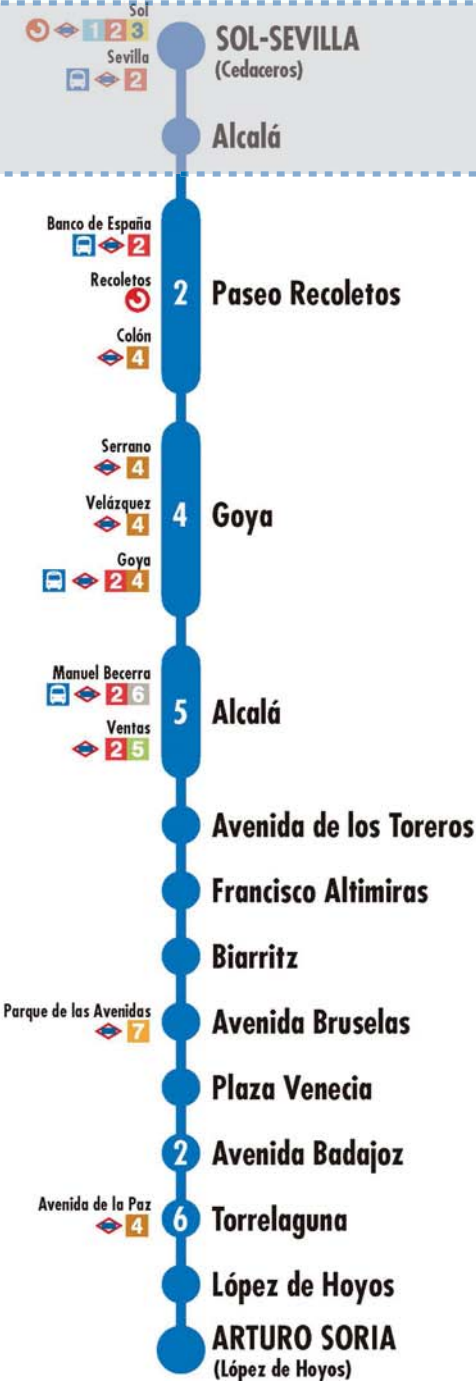 Sol
1 2 3
SOL-SEVILLA
(Cedaceros)
Sevilla
2
Alcalá
Banco de España
2
Recoletos
2
Paseo Recoletos
Colón
4
Serrano
4
Velázquez
4
4
Goya
Goya
2 4
Manuel Becerra
2 6
5
Alcalá
Ventas
2 5
Avenida de los Toreros
Francisco Altimiras
Biarritz
Parque de las Avenidas
7
Avenida Bruselas
Plaza Venecia
2
Avenida Badajoz
Avenida de la Paz
4
6
Torrelaguna
López de Hoyos
ARTURO SORIA
(López de Hoyos)